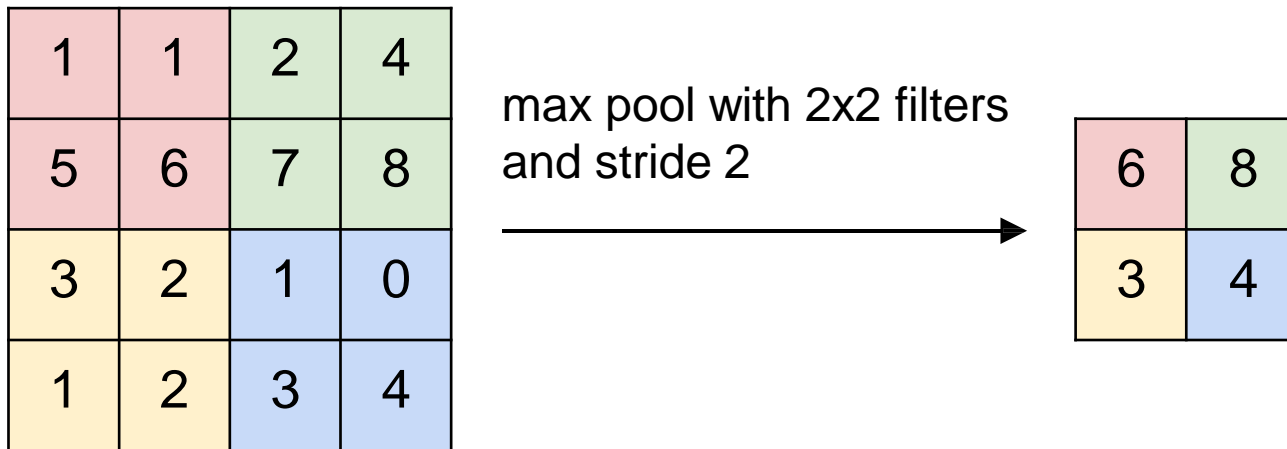 1 1 2 4
5 6 7 8
3 2 1 0
1 2 3 4
max pool with 2x2 filters
and stride 2
6 8
3 4